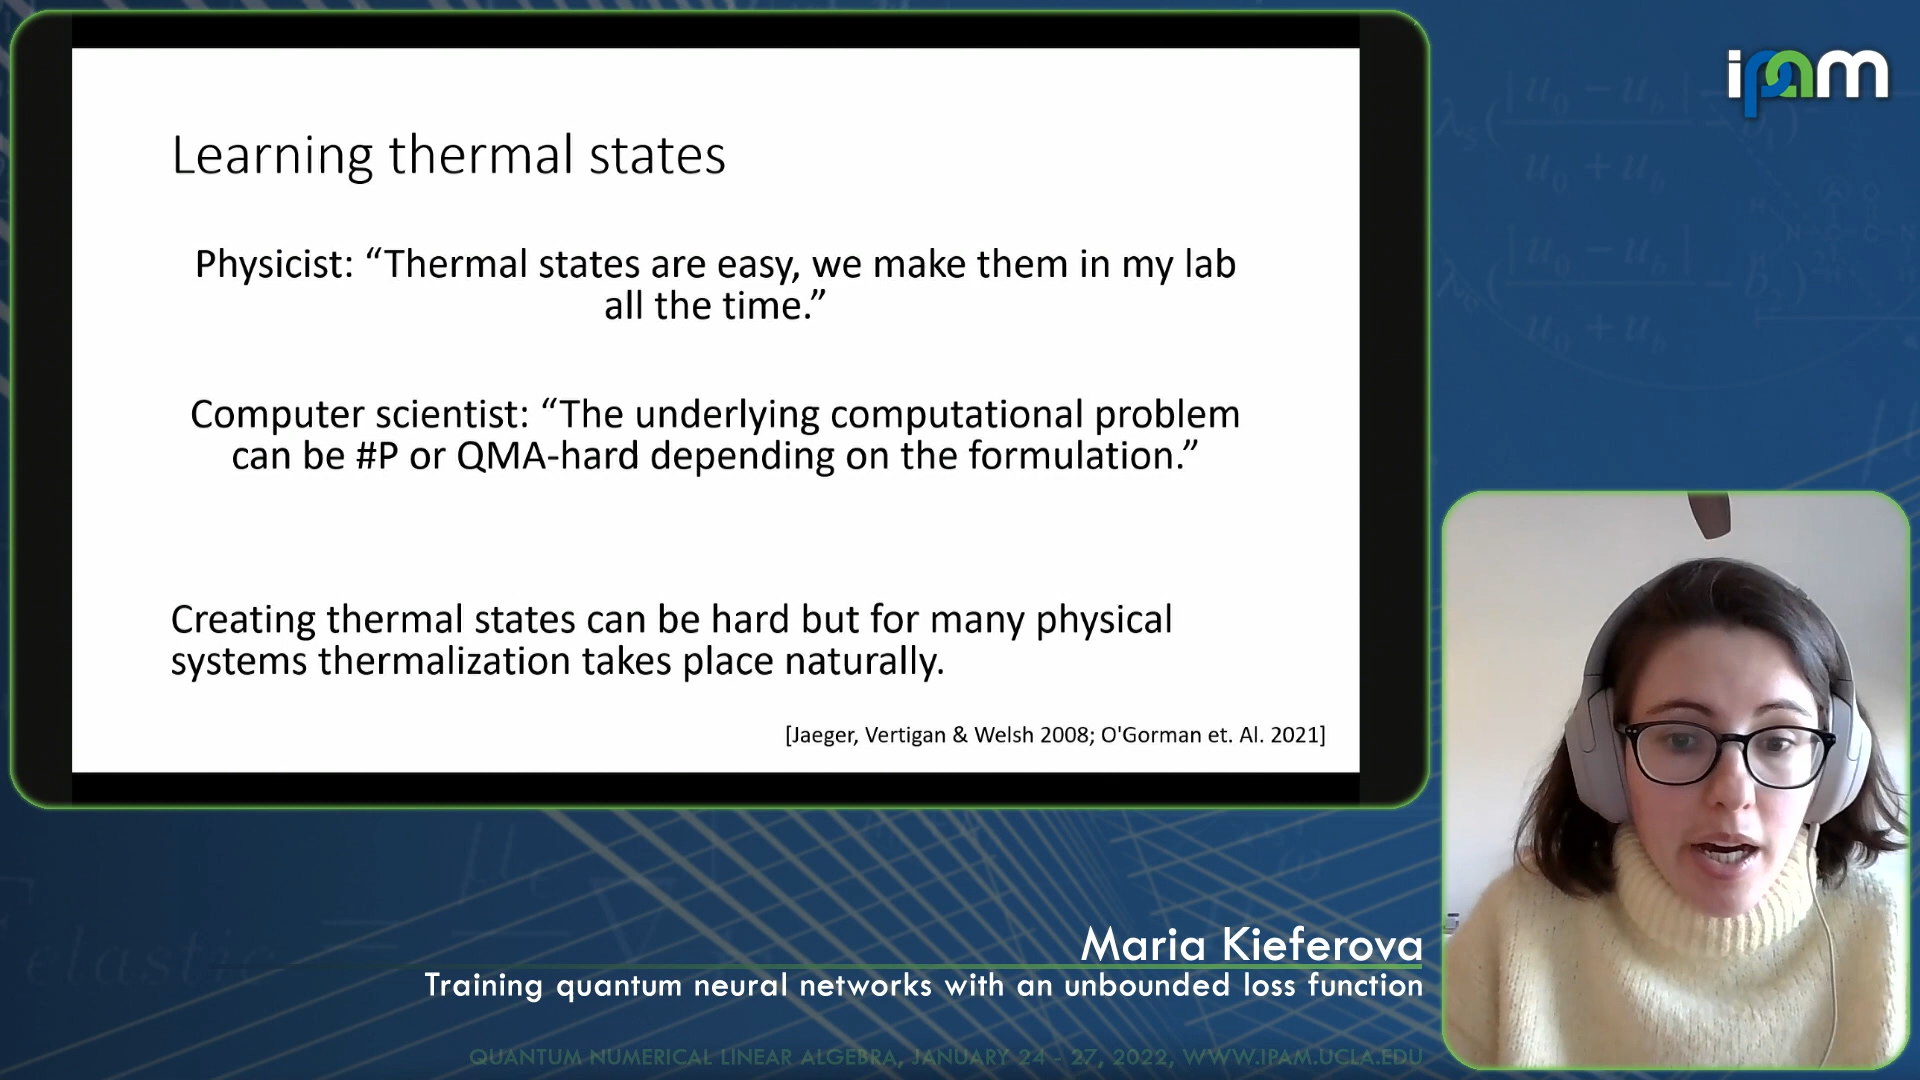 ipam
Learning thermal states
Physicist: “Thermal states are easy, we make them in my lab
all the time.”
Computer scientist: “The underlying computational problem
can be #P or QMA-hard depending on the formulation.”
Creating thermal states can be hard but for many physical
systems thermalization takes place naturally.
[Jaeger, Vertigan & Welsh 2008; O'Gorman et. Al. 2021]
Maria Kieferova
Training quantum neural networks with an unbounded loss function
QUANTUM NUMERICAL LINEAR ALGEBRA, JANUARY 24 - 27, 2022, WWW.IPAM.UCLA.EDU
elastic